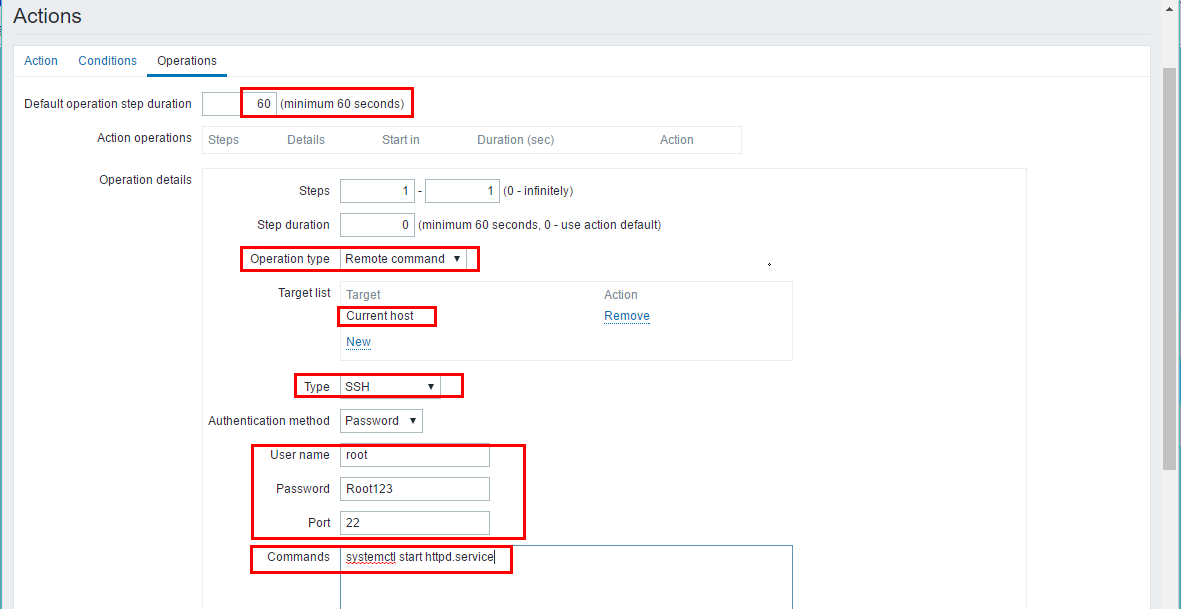 Actions
Action Conditions Operations
Default operation step duration 60 (minimum 60 seconds)
Action operations Steps Details Start in Duration (sec) Action
Operation details
Steps 1 - 1 (0 - infinitely)
Step duration 0 (minimum 60 seconds, 0 - use action default)
Operation type Remote command
Target list Target Action
Current host Remove
New
Type SSH
Authentication method Password
User name root
Password Root123
Port 22
Commands systemctl start httpd.service